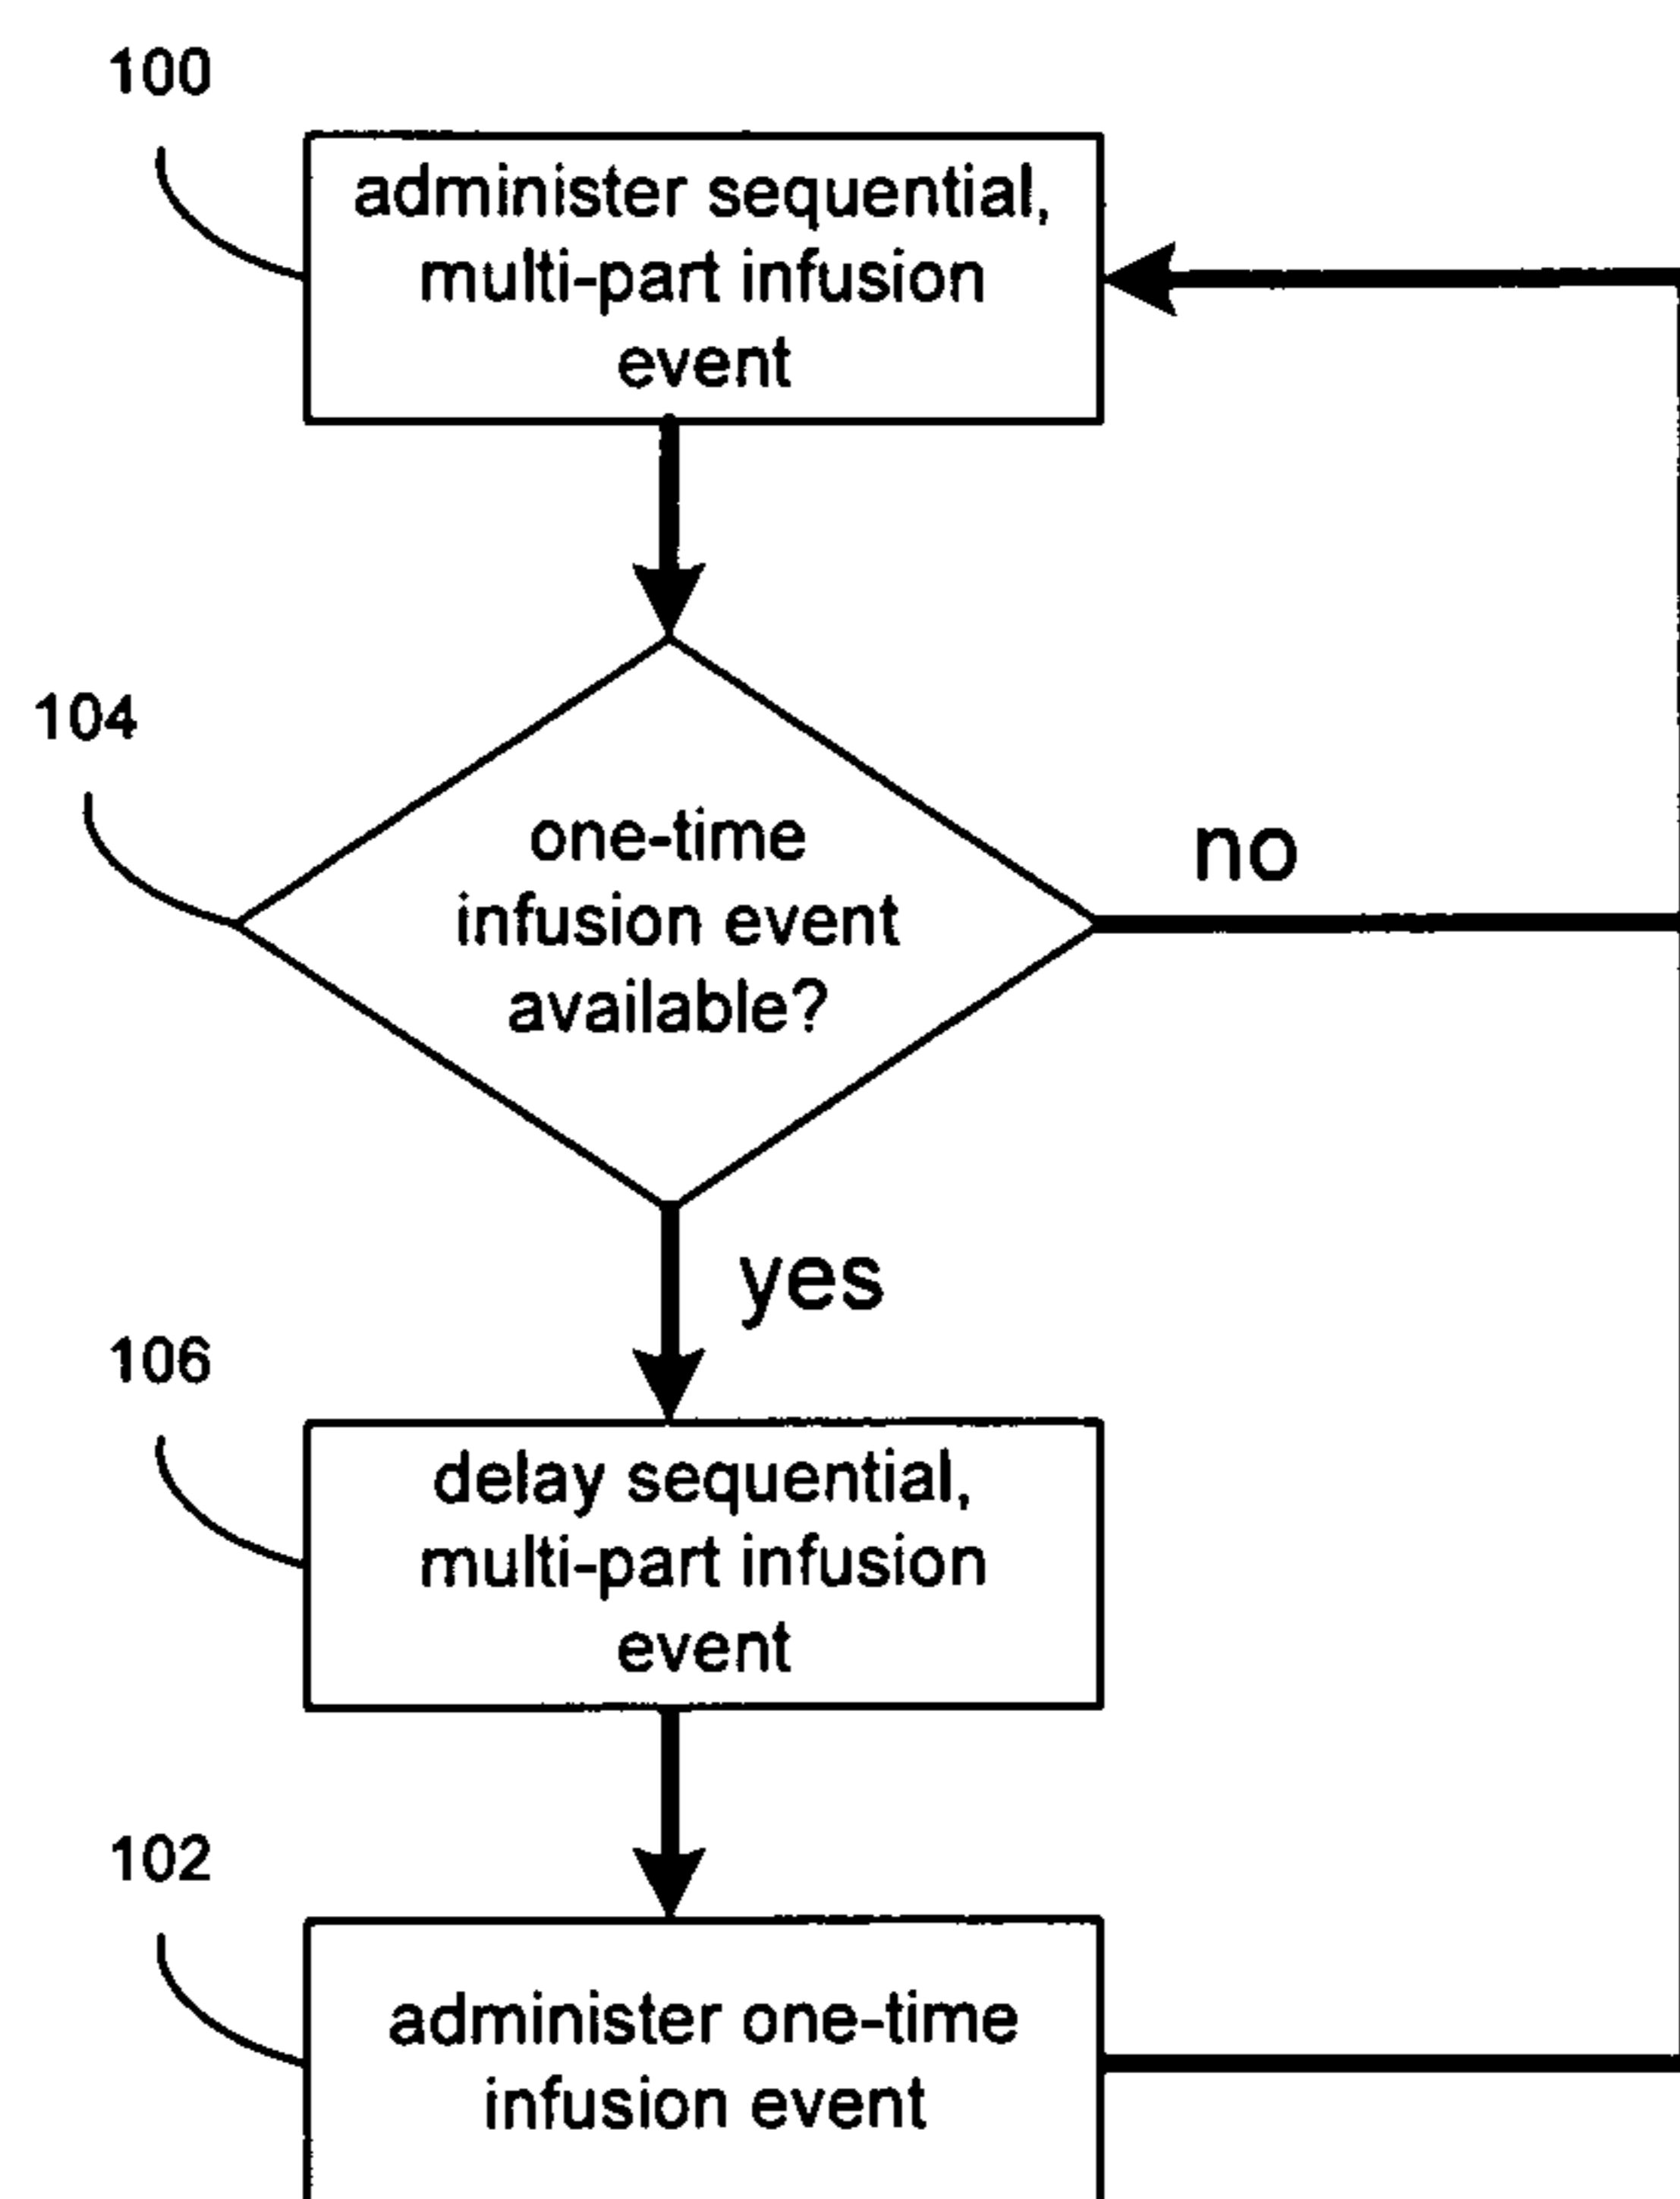 100
administer sequential,
multi-part infusion
event
104
one-time
infusion event
available?
no
yes
106
delay sequential,
multi-part infusion
event
102
administer one-time
infusion event